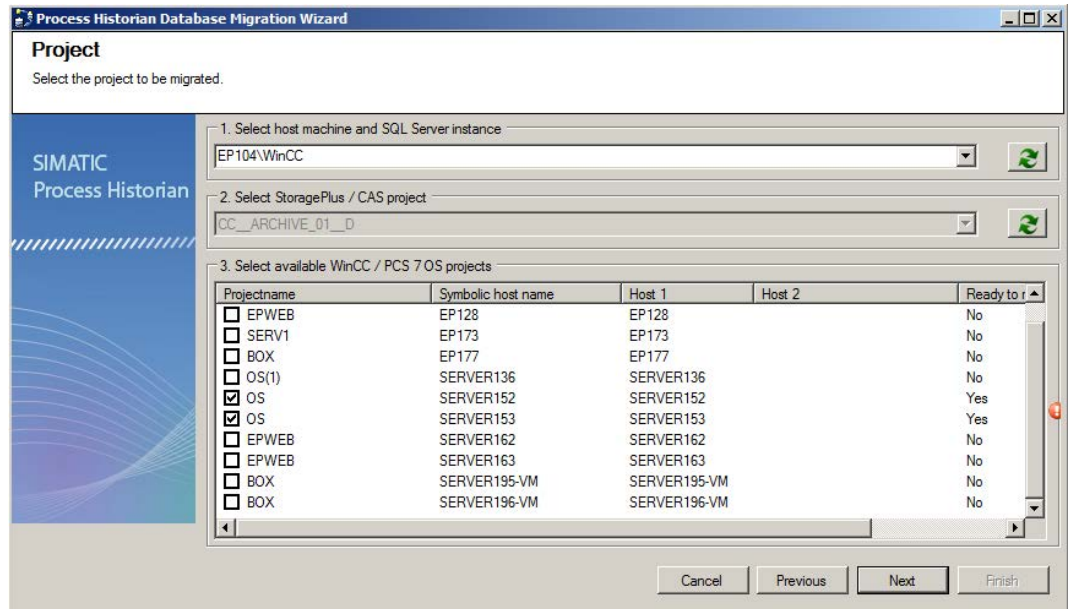 Process Historian Database Migration Wizard
Project
Select the project to be migrated.
SIMATIC
Process Historian
1. Select host machine and SQL Server instance
EP104\WinCC
2. Select StoragePlus / CAS project
CC__ARCHIVE_01__D
3. Select available WinCC / PCS 7 OS projects
Projectname Symbolic host name Host 1 Host 2 Ready to r
EPWEB EP128 EP128 No
SERV1 EP173 EP173 No
BOX EP177 EP177 No
OS(1) SERVER136 SERVER136 No
OS SERVER152 SERVER152 Yes
OS SERVER153 SERVER153 Yes
EPWEB SERVER162 SERVER162 No
EPWEB SERVER163 SERVER163 No
BOX SERVER195-VM SERVER195-VM No
BOX SERVER196-VM SERVER196-VM No
Cancel Previous Next Finish